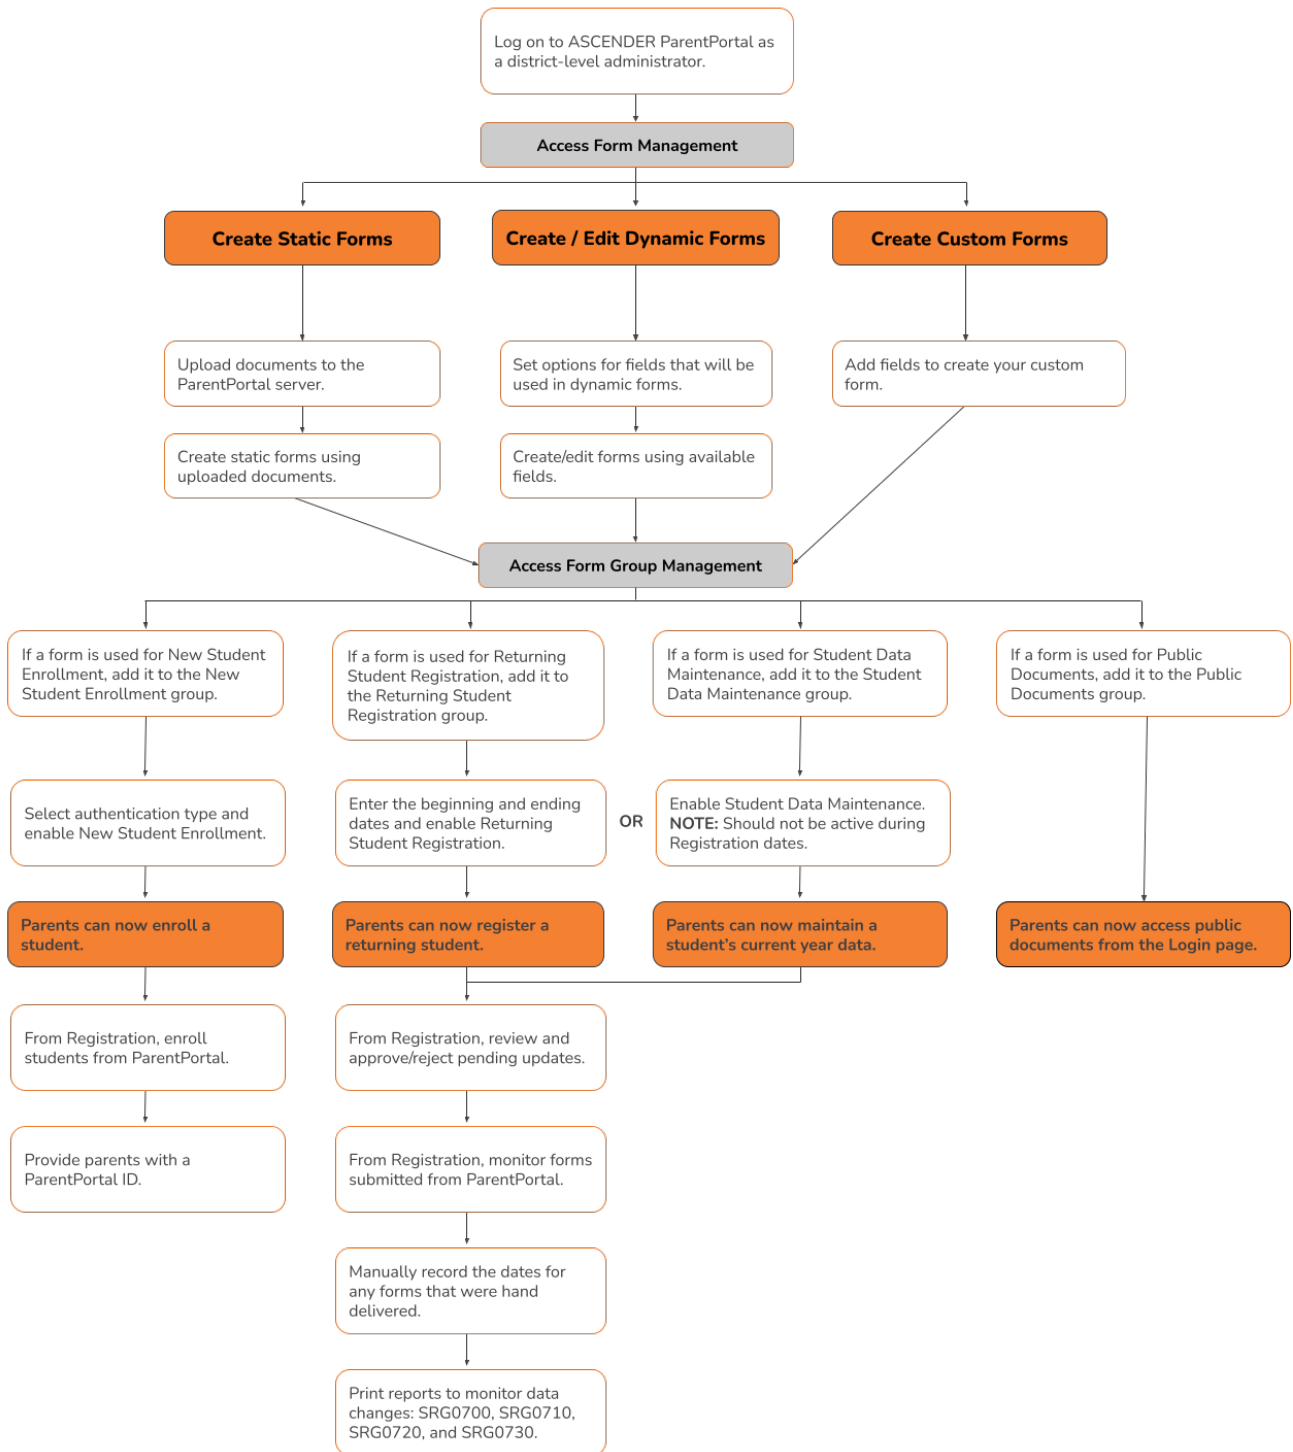 Log on to ASCENDER ParentPortal as
a district-level administrator.
Access Form Management
Create Static Forms
Create / Edit Dynamic Forms
Create Custom Forms
Upload documents to the
ParentPortal server.
Set options for fields that will be
used in dynamic forms.
Add fields to create your custom
form.
Create static forms using
uploaded documents.
Create/edit forms using available
fields.
Access Form Group Management
If a form is used for New Student
Enrollment, add it to the New
Student Enrollment group.
If a form is used for Returning
Student Registration, add it to
the Returning Student
Registration group.
If a form is used for Student Data
Maintenance, add it to the Student
Data Maintenance group.
If a form is used for Public
Documents, add it to the Public
Documents group.
Select authentication type and
enable New Student Enrollment.
Enter the beginning and ending
dates and enable Returning
Student Registration.
OR
Enable Student Data Maintenance.
NOTE: Should not be active during
Registration dates.
Parents can now enroll a
student.
Parents can now register a
returning student.
Parents can now maintain a
student's current year data.
Parents can now access public
documents from the Login page.
From Registration, enroll
students from ParentPortal.
From Registration, review and
approve/reject pending updates.
Provide parents with a
ParentPortal ID.
From Registration, monitor forms
submitted from ParentPortal.
Manually record the dates for
any forms that were hand
delivered.
Print reports to monitor data
changes: SRG0700, SRG0710,
SRG0720, and SRG0730.